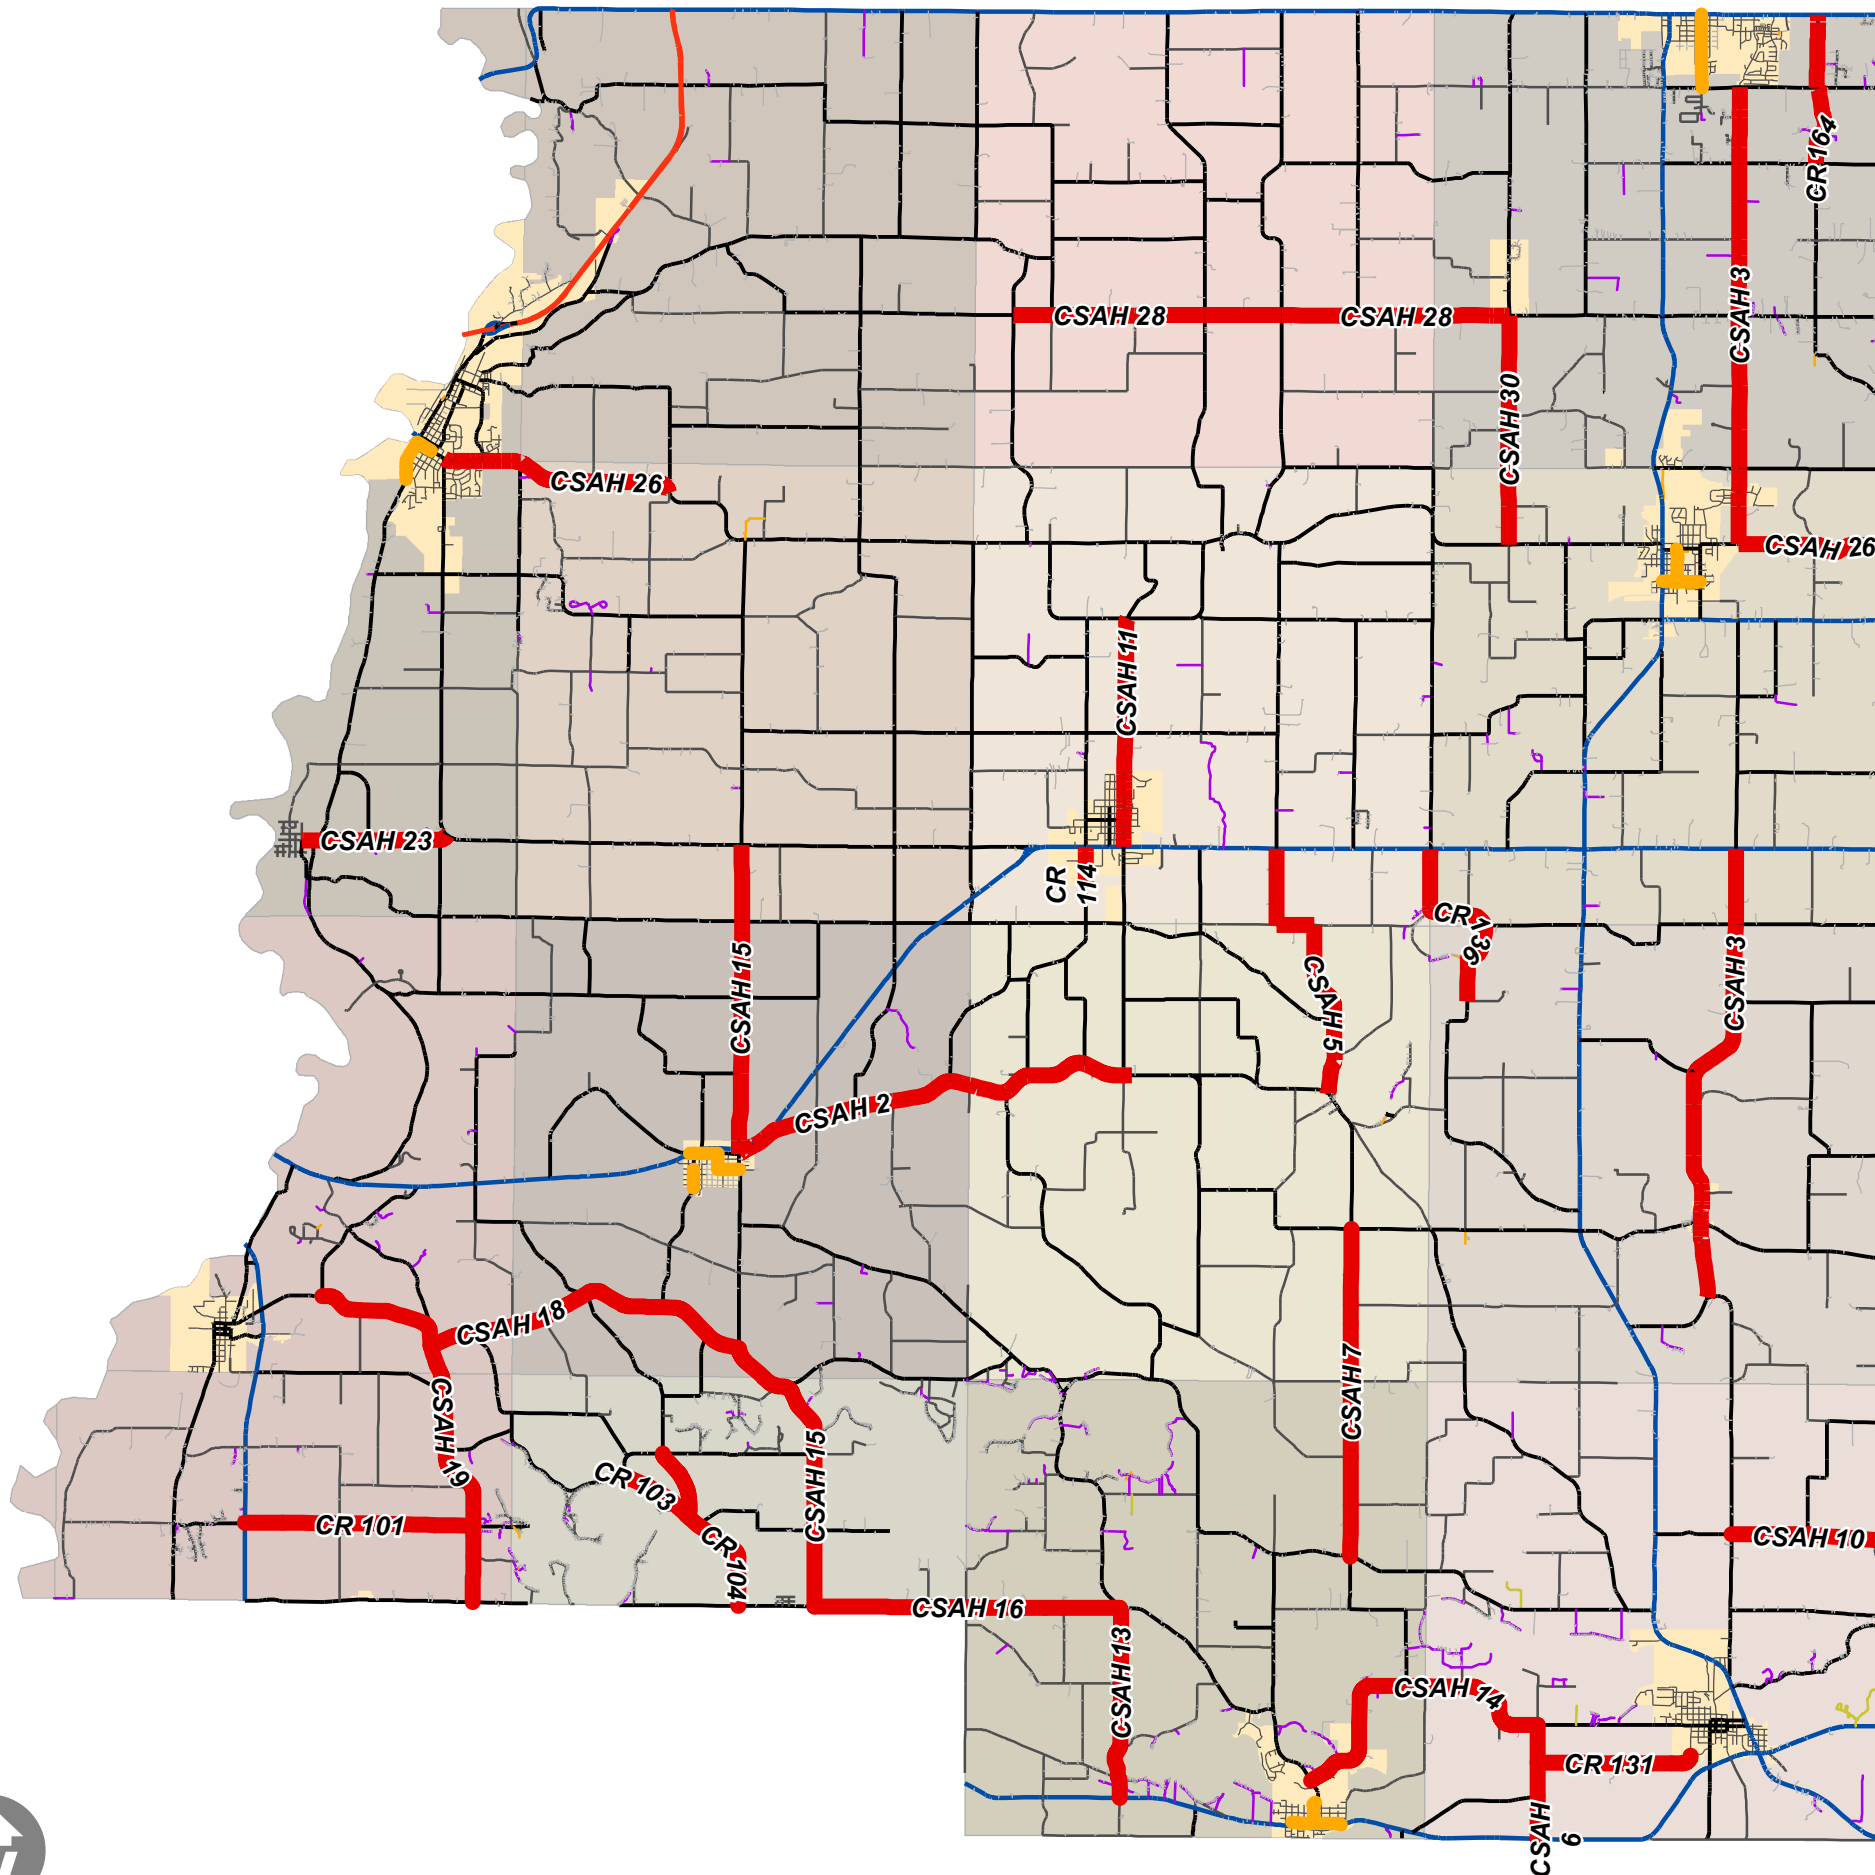 CR 164
CSAH 3
CSAH 28
CSAH 28
CSAH 30
CSAH 26
CSAH 26
CSAH 11
CSAH 23
CR
114
CR 136
CSAH 15
CSAH 5
CSAH 3
CSAH 2
CSAH 18
CSAH 7
CSAH 19
CR 103
CSAH 15
CR 101
CR 104
CSAH 10
CSAH 16
CSAH 13
CSAH 14
CR 131
CSAH
6